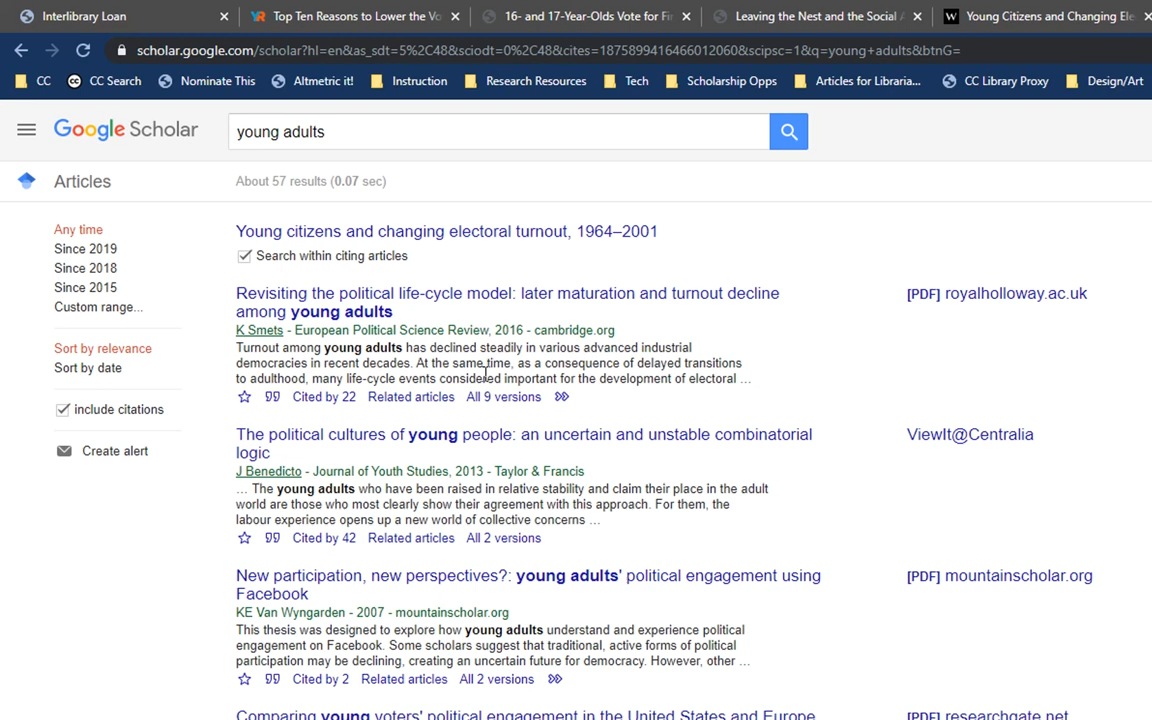 Interlibrary Loan
Top Ten Reasons to Lower the Vo
16- and 17-Year-Olds Vote for Fi
Leaving the Nest and the Social
Young Citizens and Changing Ele
scholar.google.com/scholar?hl=en&as_sdt=5%2C48&sciodt=0%2C48&cites=1875899416466012060&scipsc=1&q=young+adults&btnG=
CC
CC Search
Nominate This
Altmetric it!
Instruction
Research Resources
Tech
Scholarship Opps
Articles for Libraria...
CC Library Proxy
Design/Art
Google Scholar
young adults
Articles
About 57 results (0.07 sec)
Any time
Since 2019
Since 2018
Since 2015
Custom range...
Sort by relevance
Sort by date
include citations
Create alert
Young citizens and changing electoral turnout, 1964–2001
Search within citing articles
Revisiting the political life-cycle model: later maturation and turnout decline
among young adults
K Smets - European Political Science Review, 2016 - cambridge.org
Turnout among young adults has declined steadily in various advanced industrial
democracies in recent decades. At the same time, as a consequence of delayed transitions
to adulthood, many life-cycle events considered important for the development of electoral ...
Cited by 22 Related articles All 9 versions
[PDF] royalholloway.ac.uk
The political cultures of young people: an uncertain and unstable combinatorial
logic
J Benedicto - Journal of Youth Studies, 2013 - Taylor & Francis
... The young adults who have been raised in relative stability and claim their place in the adult
world are those who most clearly show their agreement with this approach. For them, the
labour experience opens up a new world of collective concerns ...
Cited by 42 Related articles All 2 versions
ViewIt@Centralia
New participation, new perspectives?: young adults' political engagement using
Facebook
KE Van Wyngarden - 2007 - mountainscholar.org
This thesis was designed to explore how young adults understand and experience political
engagement on Facebook. Some scholars suggest that traditional, active forms of political
participation may be declining, creating an uncertain future for democracy. However, other ...
Cited by 2 Related articles All 2 versions
[PDF] mountainscholar.org
Comparing young voters' political engagement in the United States and Europe
[PDF] researchgate.net